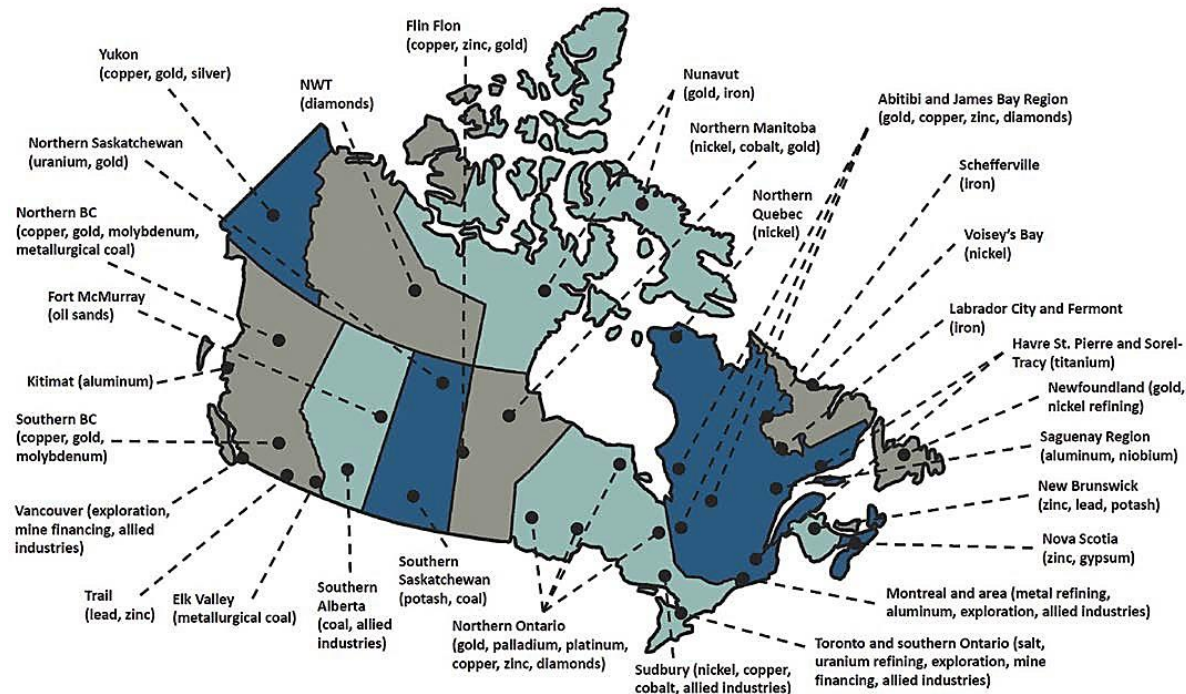 Flin Flon
(copper, zinc, gold)
Yukon
(copper, gold, silver)
NWT
(diamonds)
Nunavut
(gold, iron)
Abitibi and James Bay Region
(gold, copper, zinc, diamonds)
Northern Saskatchewan
(uranium, gold)
Northern Manitoba
(nickel, cobalt, gold)
Schefferville
(iron)
Northern BC
(copper, gold, molybdenum,
metallurgical coal)
Northern
Quebec
(nickel)
Voisey's Bay
(nickel)
Fort McMurray
(oil sands)
Labrador City and Fermont
(iron)
Havre St. Pierre and Sorel-
Tracy (titanium)
Kitimat (aluminum)
Newfoundland (gold,
nickel refining)
Southern BC
(copper, gold,
molybdenum)
Saguenay Region
(aluminum, niobium)
New Brunswick
(zinc, lead, potash)
Vancouver (exploration,
mine financing, allied
industries)
Nova Scotia
(zinc, gypsum)
Trail
(lead, zinc)
Elk Valley
(metallurgical coal)
Southern
Alberta
(coal, allied
industries)
Southern
Saskatchewan
(potash, coal)
Northern Ontario
(gold, palladium, platinum,
copper, zinc, diamonds)
Sudbury (nickel, copper,
cobalt, allied industries)
Montreal and area (metal refining,
aluminum, exploration, allied
industries)
Toronto and southern Ontario (salt,
uranium refining, exploration, mine
financing, allied industries)